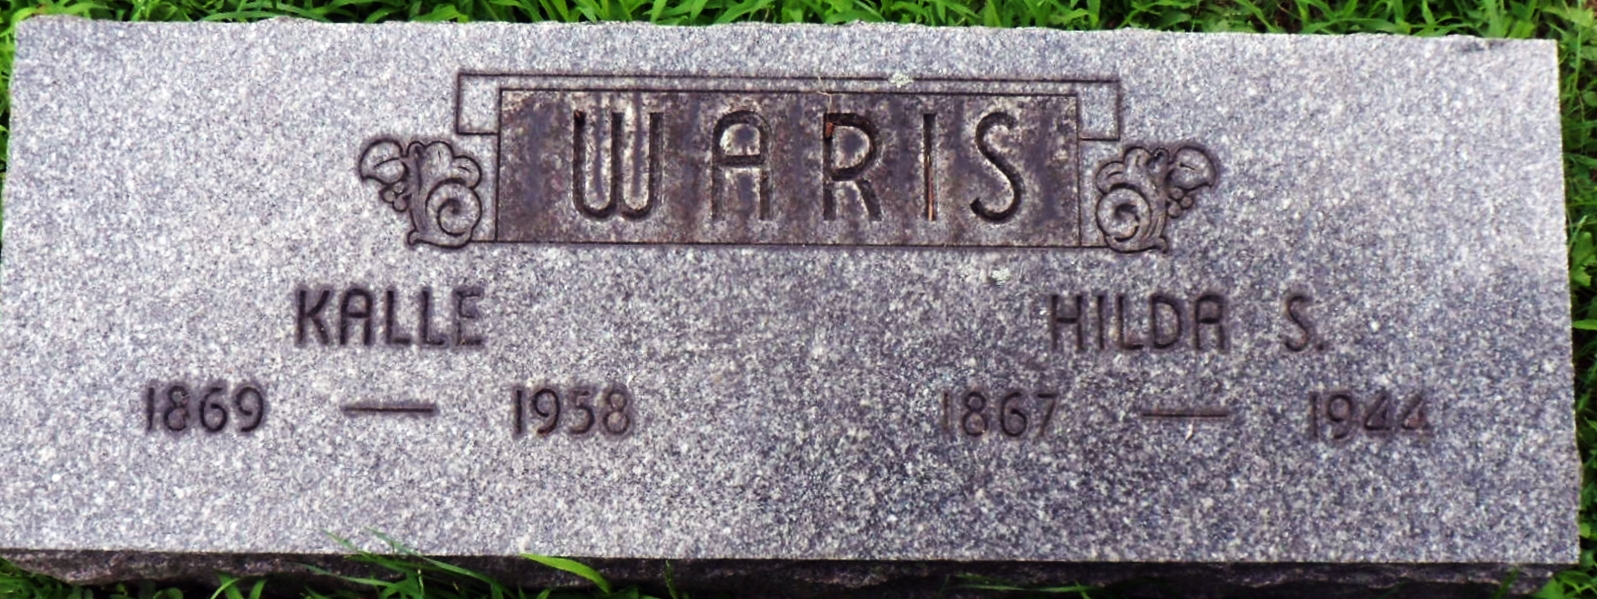 WARIS
KALLE HILDA S.
1869 — 1958 1867 — 1944